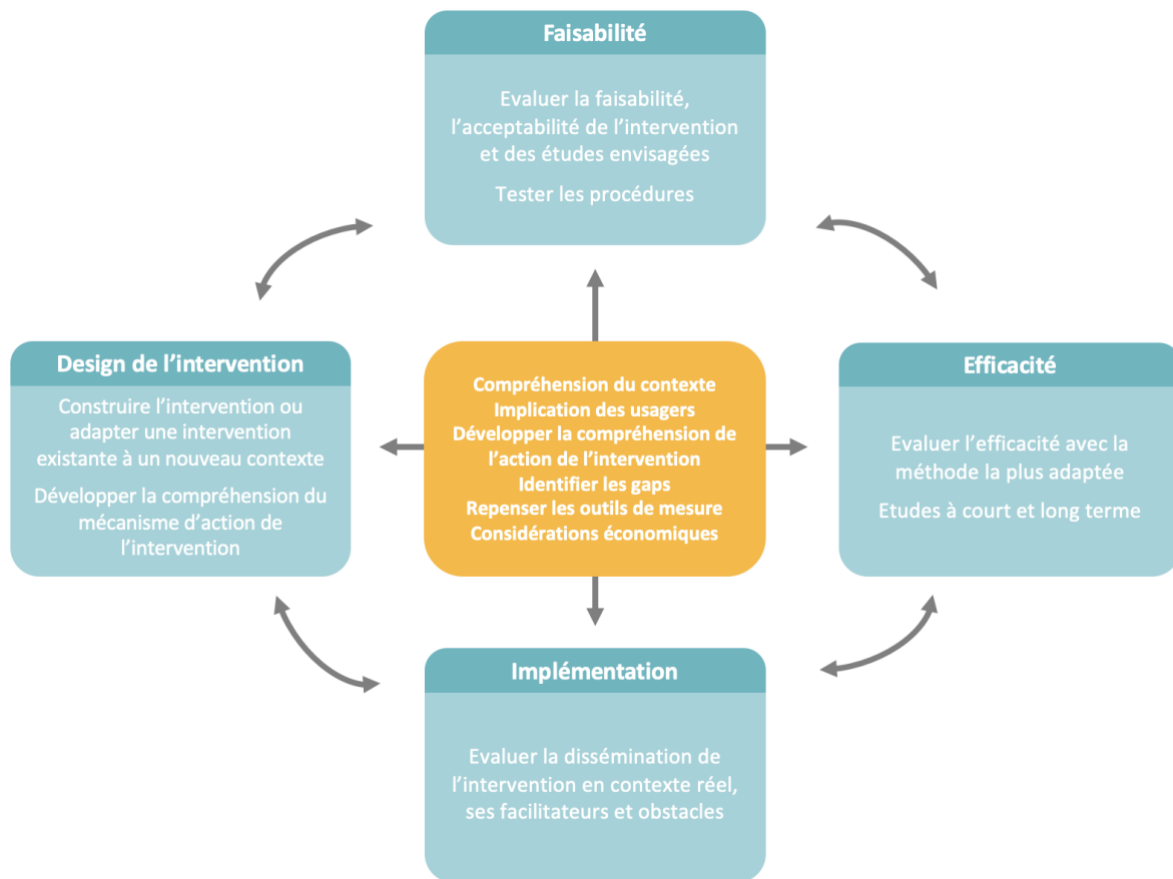 Faisabilité
Evaluer la faisabilité,
l'acceptabilité de l'intervention
et des études envisagées
Tester les procédures
Design de l'intervention
Construire l'intervention ou
adapter une intervention
existante à un nouveau contexte
Développer la compréhension du
mécanisme d'action de
l'intervention
Compréhension du contexte
Implication des usagers
Développer la compréhension de
l'action de l'intervention
Identifier les gaps
Repenser les outils de mesure
Considérations économiques
Efficacité
Evaluer l'efficacité avec la
méthode la plus adaptée
Etudes à court et long terme
Implémentation
Evaluer la dissémination de
l'intervention en contexte réel,
ses facilitateurs et obstacles